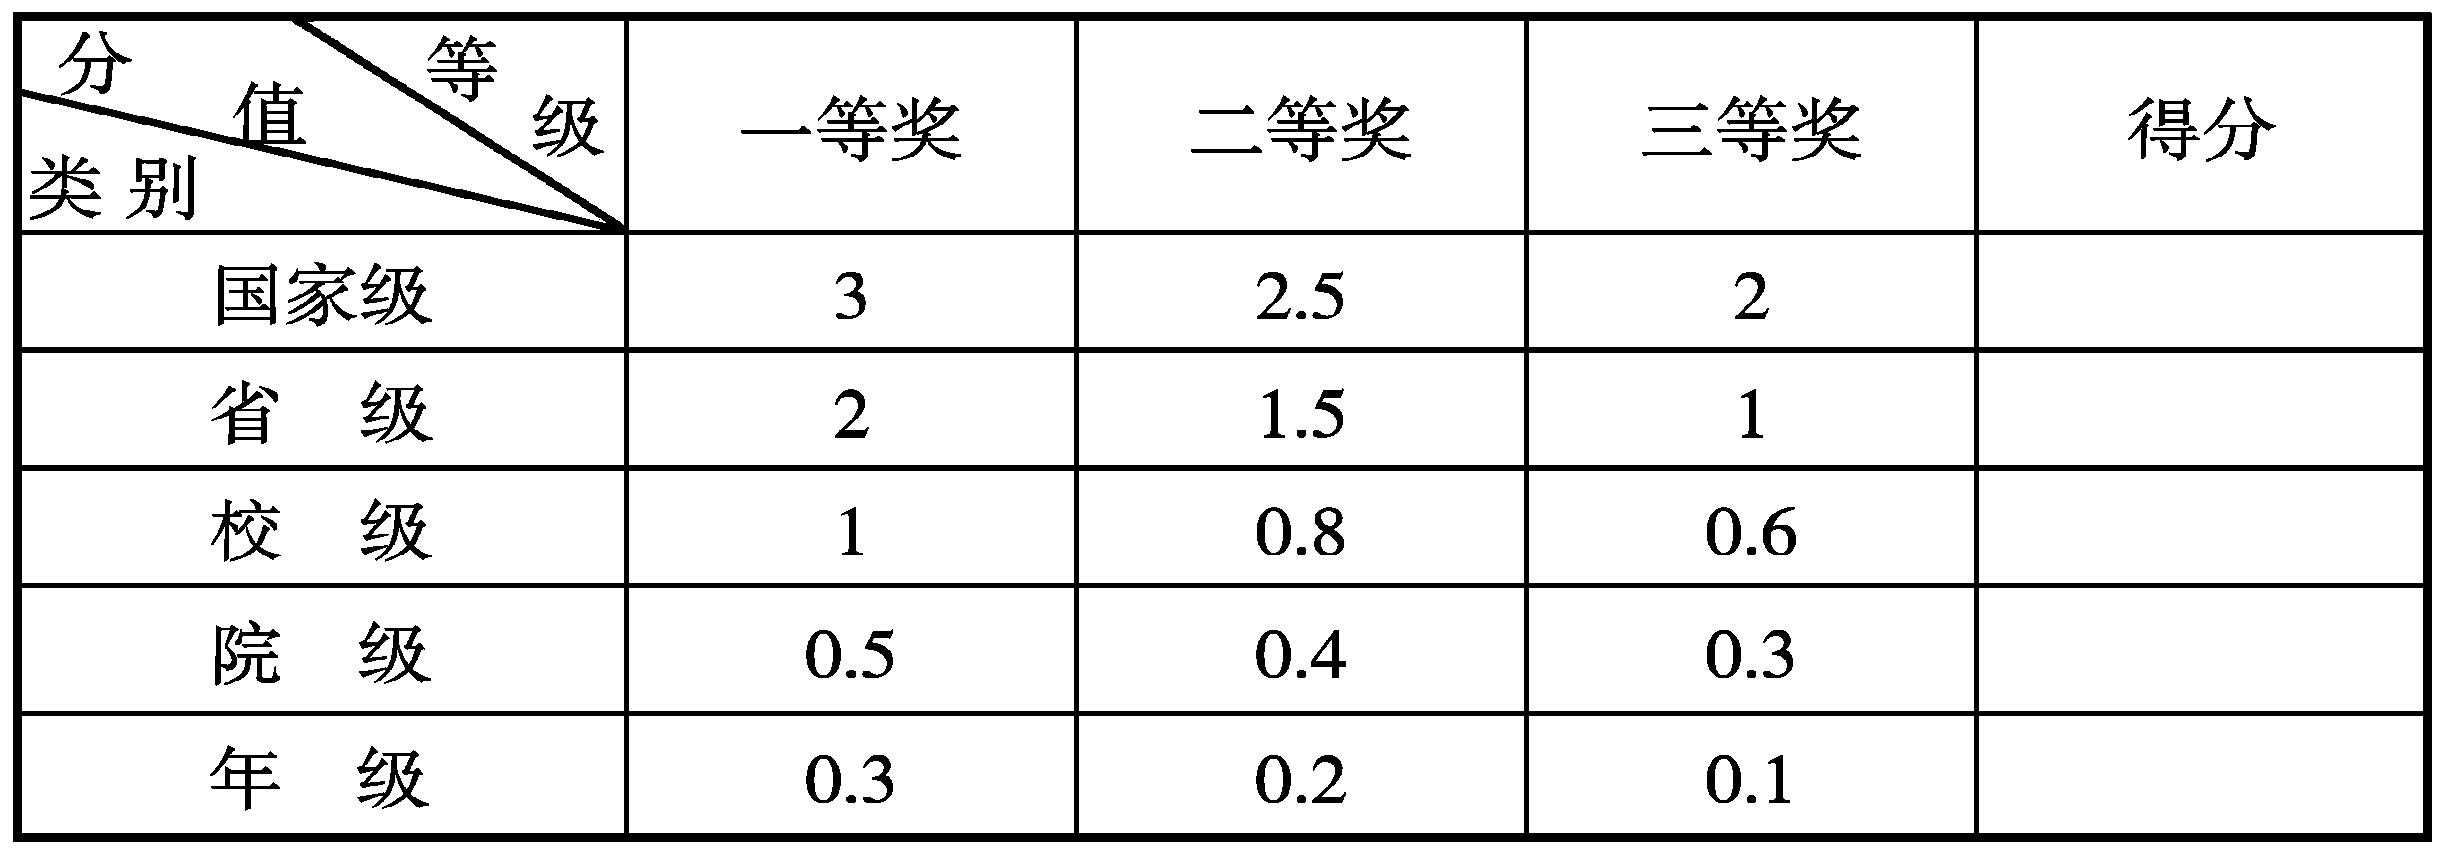 分值 等级
类别
一等奖 二等奖 三等奖 得分
国家级 3 2.5 2
省 级 2 1.5 1
校 级 1 0.8 0.6
院 级 0.5 0.4 0.3
年 级 0.3 0.2 0.1